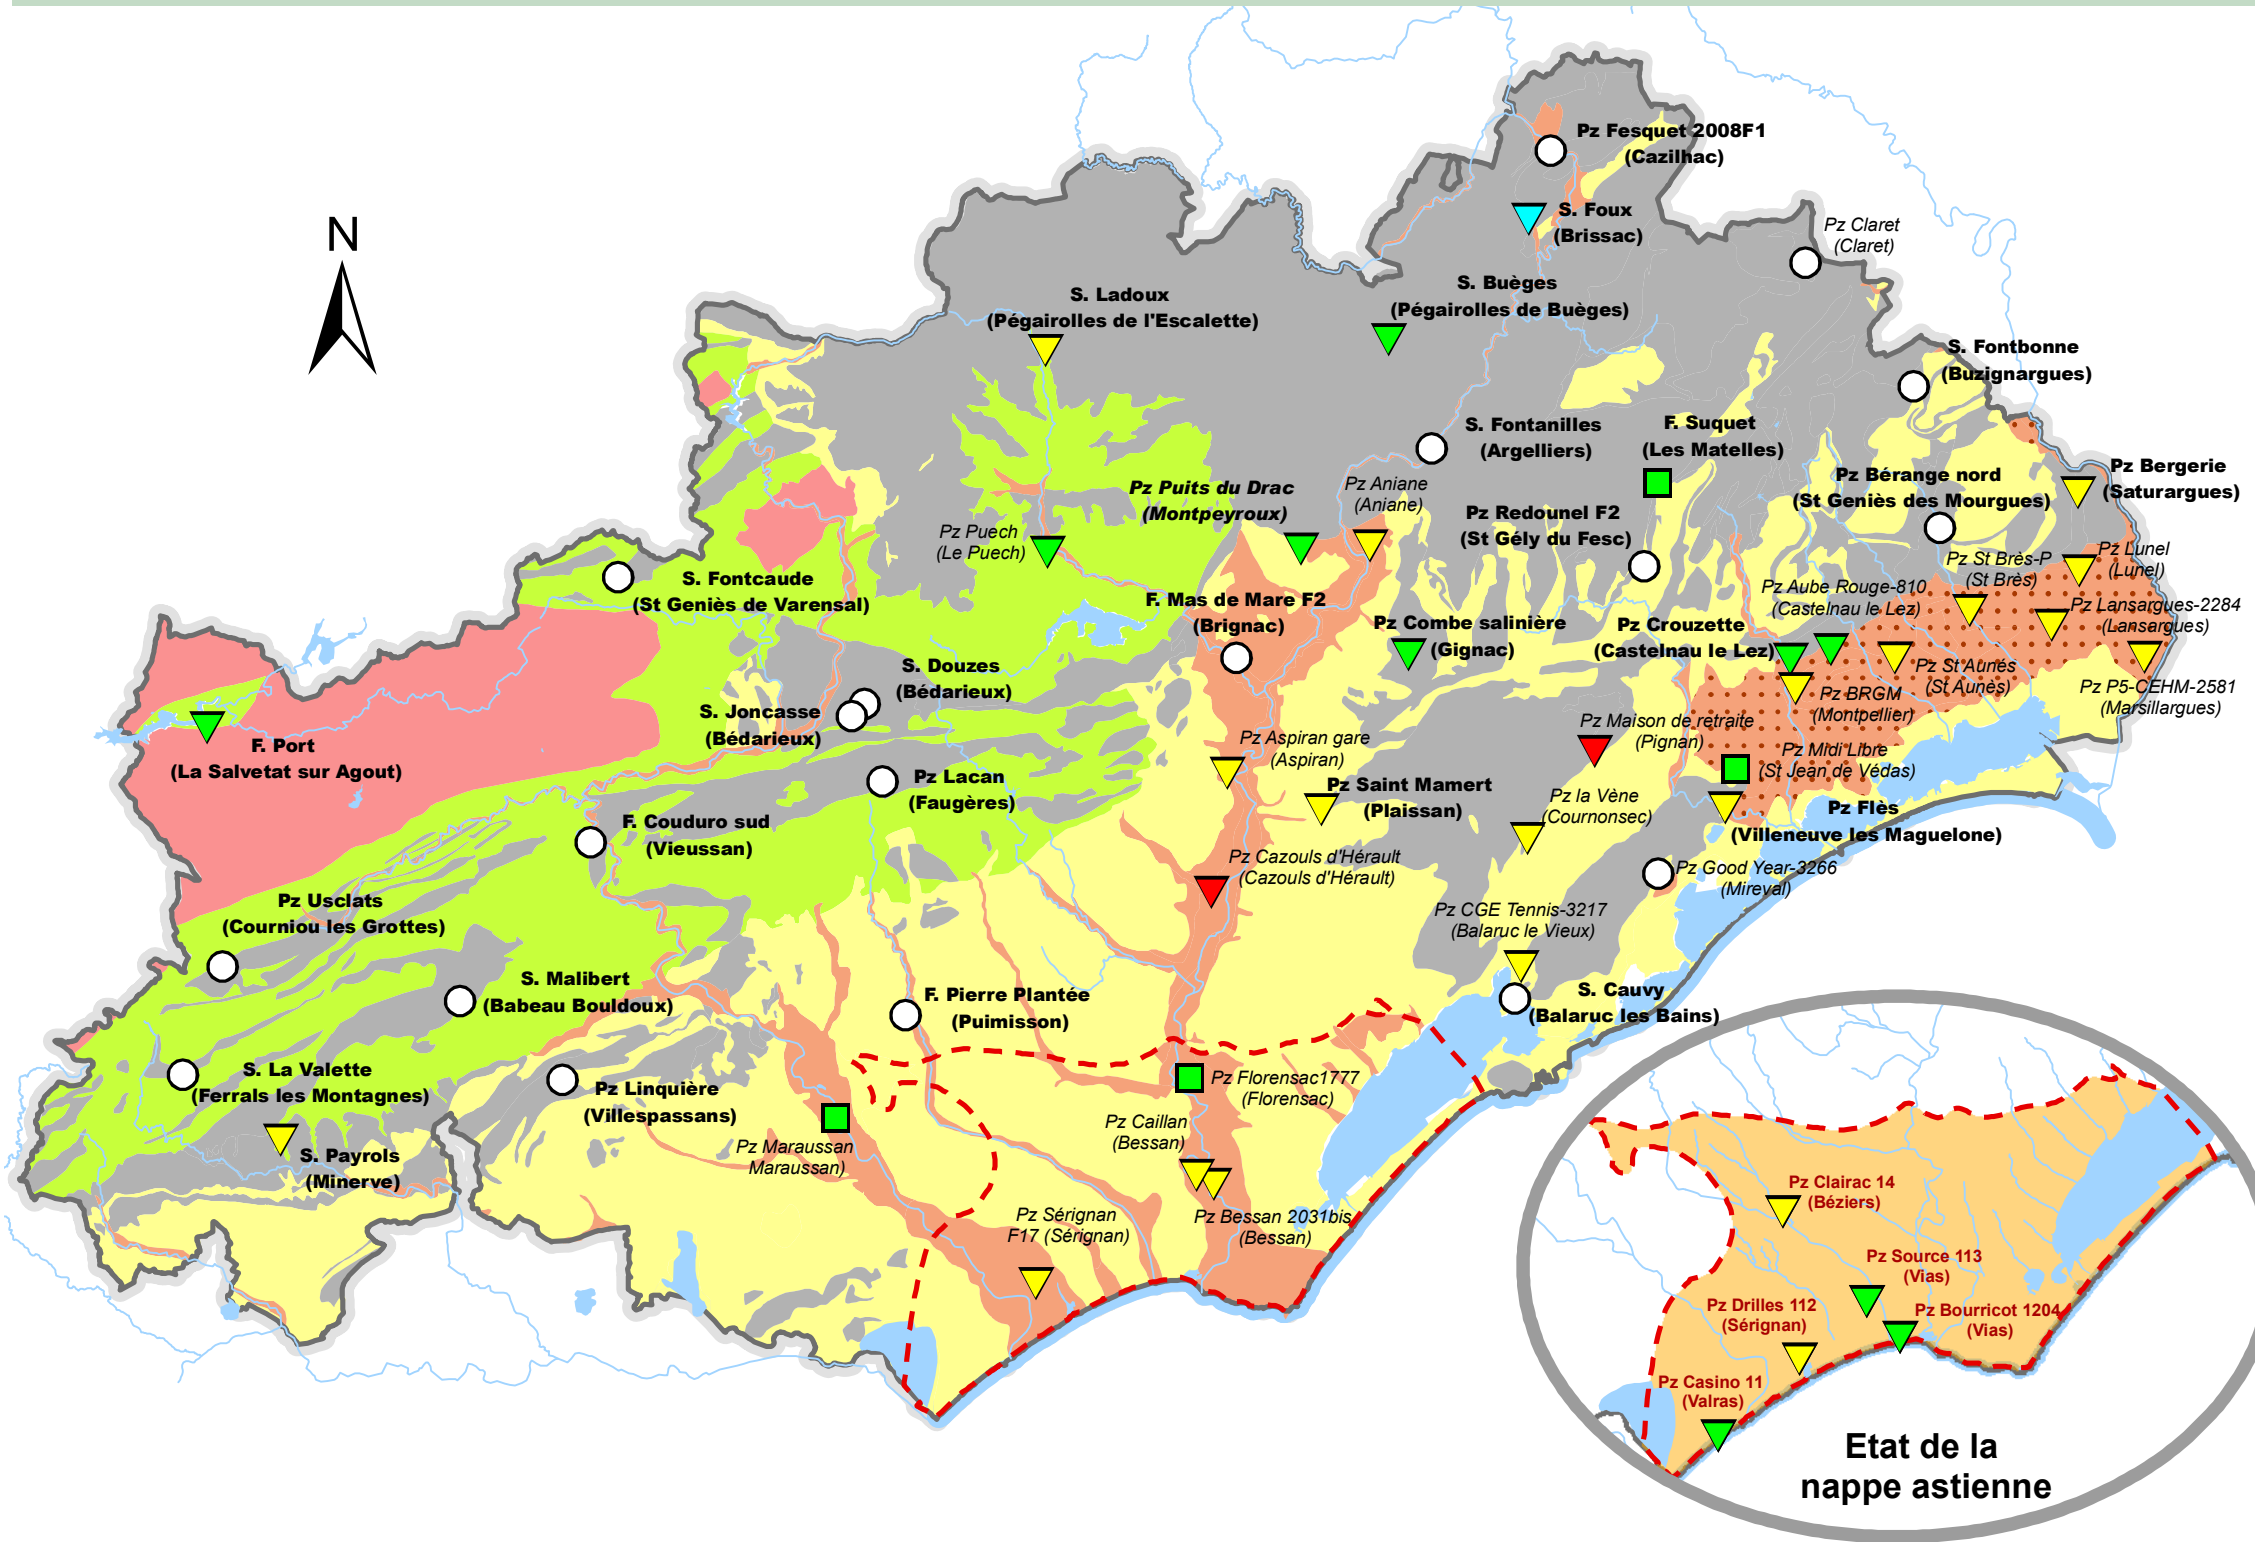 N
Pz Fesquet 2008F1
(Cazilhac)
S. Foux
(Brissac)
Pz Claret
(Claret)
S. Buèges
(Pégairolles de Buèges)
S. Ladoux
(Pégairolles de l'Escalette)
S. Fontbonne
(Buzignargues)
S. Fontanilles
(Argelliers)
F. Suquet
(Les Matelles)
Pz Bergerie
(Saturargues)
Pz Bérange nord
(St Geniès des Mourgues)
Pz Puits du Drac
(Montpeyroux)
Pz Aniane
(Aniane)
Pz Redounel F2
(St Gély du Fesc)
Pz Puech
(Le Puech)
Pz Lunel
(Lunel)
Pz St Brès-P
(St Brès)
S. Fontcaude
(St Geniès de Varensal)
Pz Aube Rouge-810
(Castelnau le Lez)
F. Mas de Mare F2
(Brignac)
Pz Lansargues-2284
(Lansargues)
Pz Combe salinière
(Gignac)
Pz Crouzette
(Castelnau le Lez)
S. Douzes
(Bédarieux)
Pz St Aunés
(St Aunès)
Pz P5-CEHM-2581
(Marsillargues)
Pz BRGM
(Montpellier)
S. Joncasse
(Bédarieux)
Pz Maison de retraite
(Pignan)
F. Port
(La Salvetat sur Agout)
Pz Aspiran gare
(Aspiran)
Pz Midi Libre
(St Jean de Védas)
Pz Lacan
(Faugères)
Pz Saint Mamert
(Plaissan)
Pz la Vène
(Cournonsec)
Pz Flès
(Villeneuve les Maguelone)
F. Couduro sud
(Vieussan)
Pz Cazouls d'Hérault
(Cazouls d'Hérault)
Pz Good Year-3266
(Mireval)
Pz Usclats
(Courniou les Grottes)
Pz CGE Tennis-3217
(Balaruc le Vieux)
S. Malibert
(Babeau Bouldoux)
F. Pierre Plantée
(Puimisson)
S. Cauvy
(Balaruc les Bains)
S. La Valette
(Ferrals les Montagnes)
Pz Linquière
(Villespassans)
Pz Florensac1777
(Florensac)
Pz Caillan
(Bessan)
Pz Maraussan
Maraussan)
S. Payrols
(Minerve)
Pz Sérignan
F17 (Sérignan)
Pz Bessan 2031bis
(Bessan)
Pz Clairac 14
(Béziers)
Pz Source 113
(Vias)
Pz Drilles 112
(Sérignan)
Pz Bourricot 1204
(Vias)
Pz Casino 11
(Valras)
Etat de la
nappe astienne